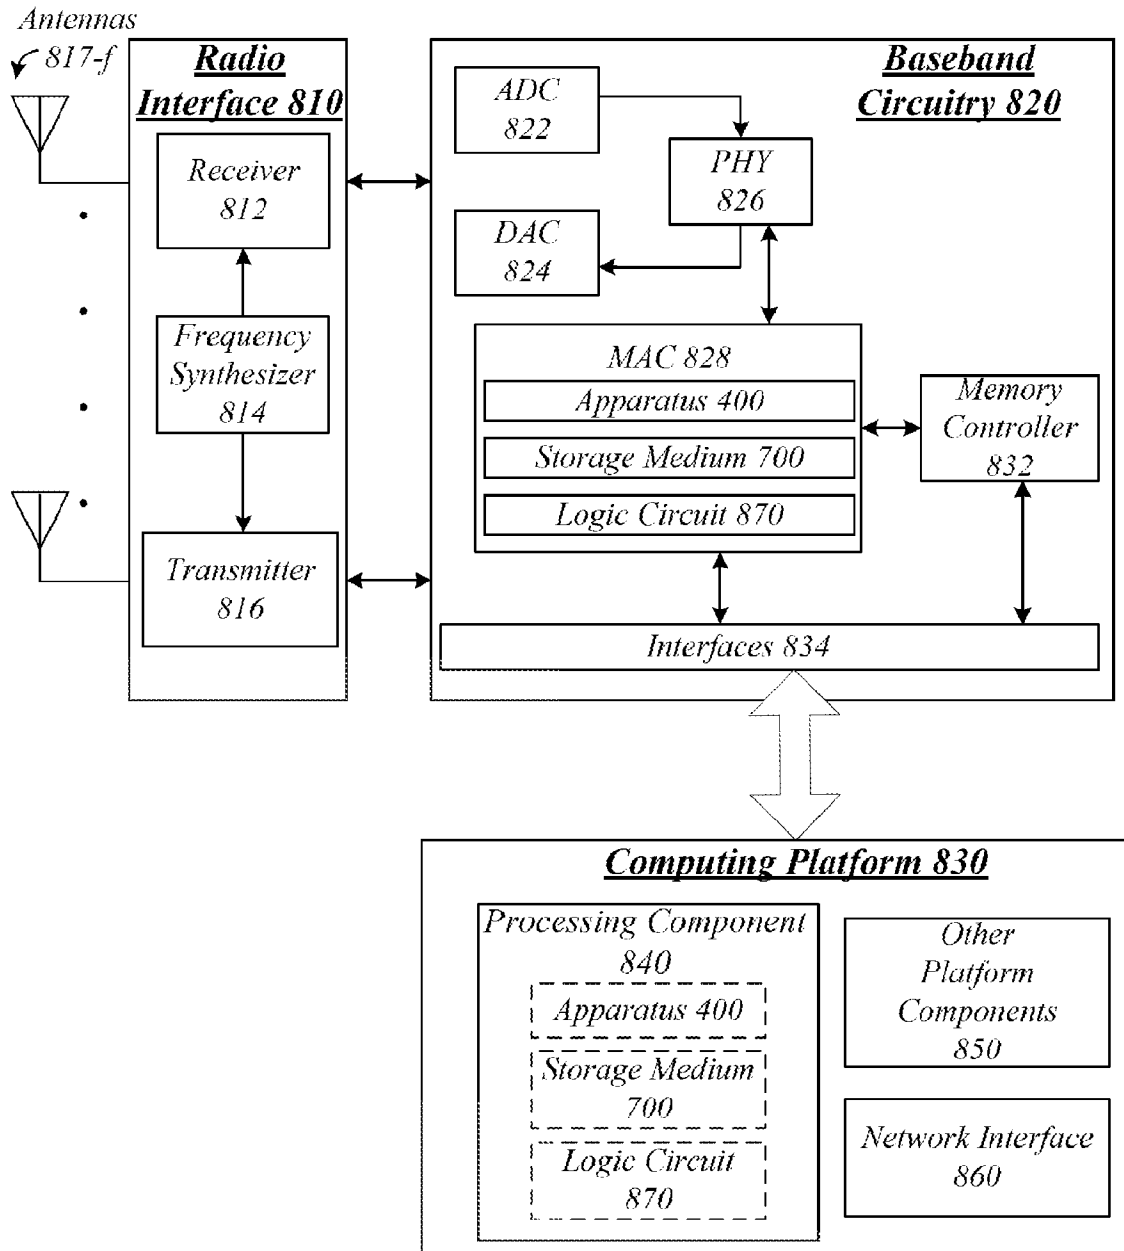 Antennas
817-f
Radio
Interface 810
Receiver
812
Frequency
Synthesizer
814
Transmitter
816
Baseband
Circuitry 820
ADC
822
PHY
826
DAC
824
MAC 828
Apparatus 400
Storage Medium 700
Logic Circuit 870
Memory
Controller
832
Interfaces 834
Computing Platform 830
Processing Component
840
Apparatus 400
Storage Medium
700
Logic Circuit
870
Other
Platform
Components
850
Network Interface
860